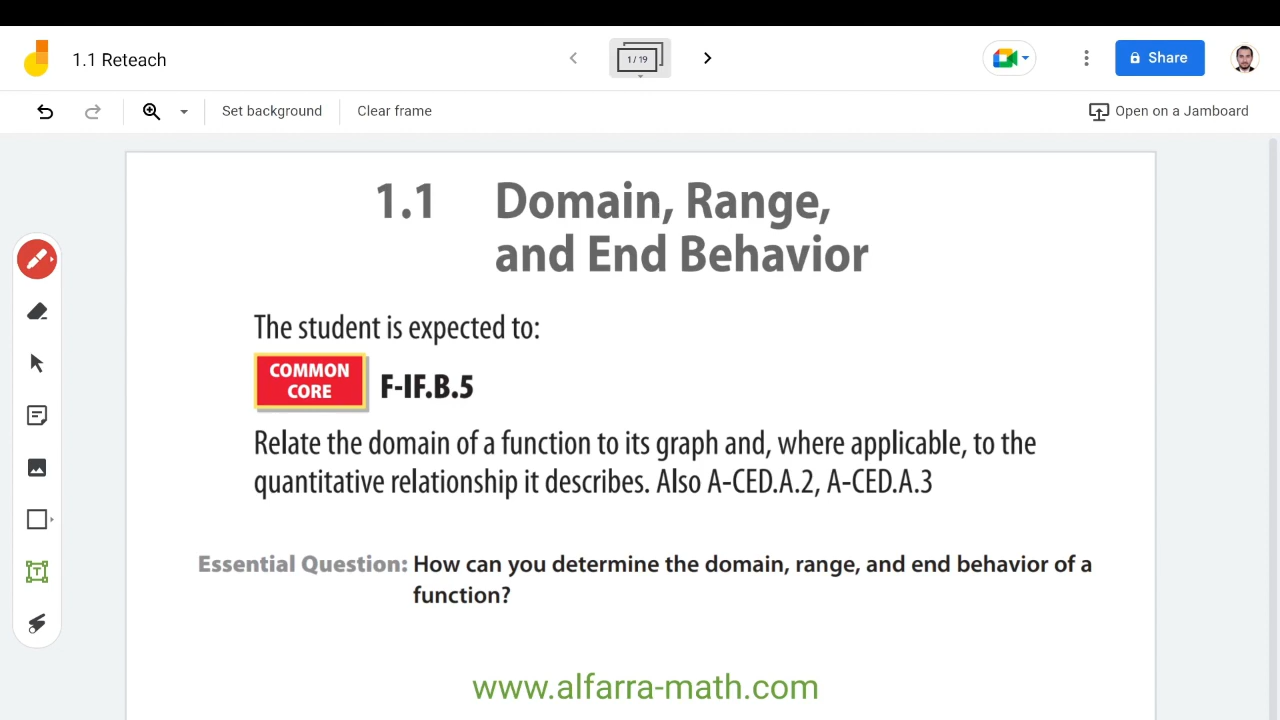 1.1 Reteach
1 / 19
Share
Set background
Clear frame
Open on a Jamboard
1.1 Domain, Range,
and End Behavior
The student is expected to:
COMMON
CORE
F-IF.B.5
Relate the domain of a function to its graph and, where applicable, to the
quantitative relationship it describes. Also A-CED.A.2, A-CED.A.3
Essential Question: How can you determine the domain, range, and end behavior of a
function?
www.alfarra-math.com